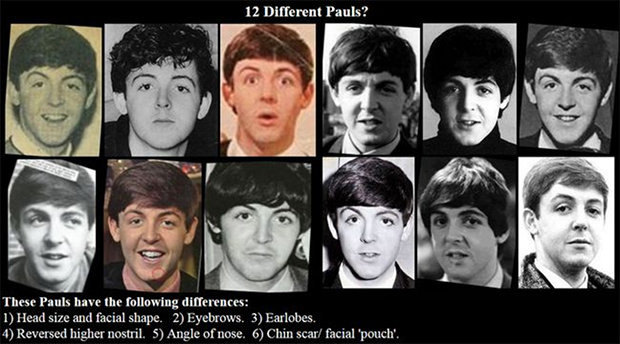 12 Different Pauls?
These Pauls have the following differences:
1) Head size and facial shape. 2) Eyebrows. 3) Earlobes.
4) Reversed higher nostril. 5) Angle of nose. 6) Chin scar/ facial 'pouch'.